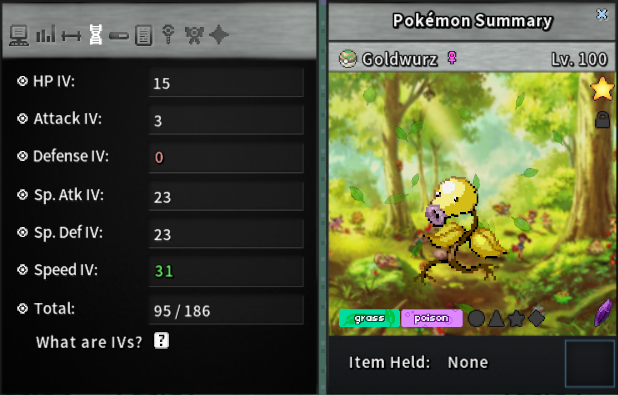 HP IV: 15
Attack IV: 3
Defense IV: 0
Sp. Atk IV: 23
Sp. Def IV: 23
Speed IV: 31
Total: 95 / 186
What are IVs? ?
Pokémon Summary
Goldwurz Lv. 100
grass poison
Item Held: None